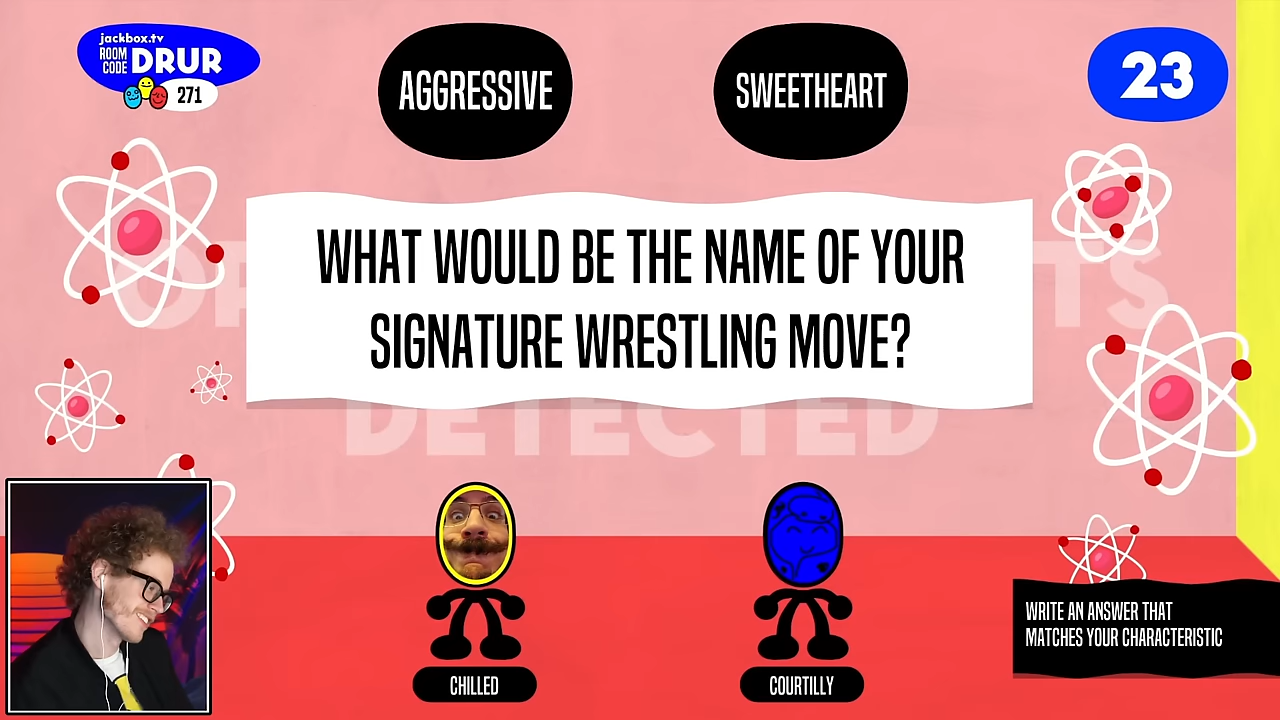 jackbox.tv
ROOM
CODE
DRUR
271
AGGRESSIVE
SWEETHEART
23
WHAT WOULD BE THE NAME OF YOUR
SIGNATURE WRESTLING MOVE?
DETECTED
WRITE AN ANSWER THAT
MATCHES YOUR CHARACTERISTIC
CHILLED
COURTILLY